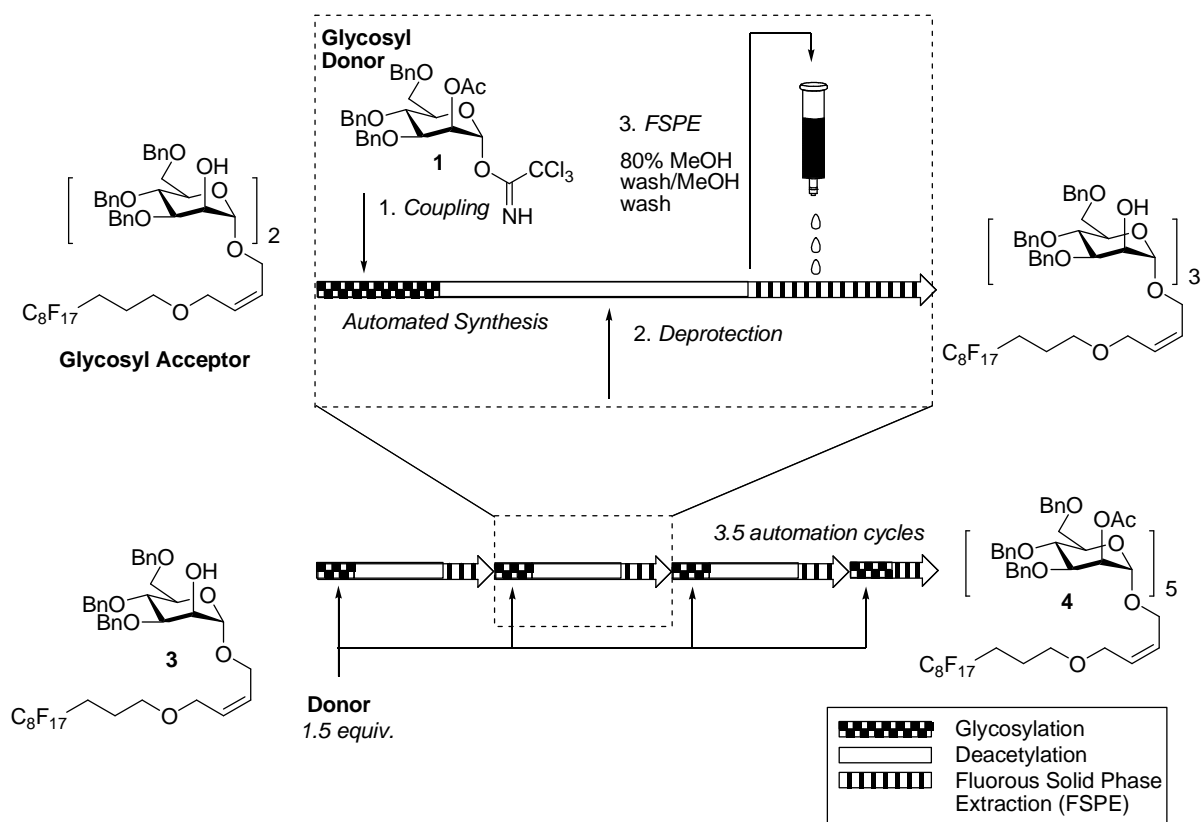 Glycosyl
Donor
BnO
OAc
BnO
BnO
O
1
O
CCl3
NH
1. Coupling
3. FSPE
80% MeOH
wash/MeOH
wash
BnO
OH
BnO
BnO
O
2
O
C8F17
O
Glycosyl Acceptor
Automated Synthesis
2. Deprotection
BnO
OH
BnO
BnO
O
3
O
C8F17
O
BnO
OH
BnO
BnO
O
3
O
C8F17
O
3.5 automation cycles
Donor
1.5 equiv.
BnO
OAc
BnO
BnO
O
4
5
O
C8F17
O
Glycosylation
Deacetylation
Fluorous Solid Phase
Extraction (FSPE)